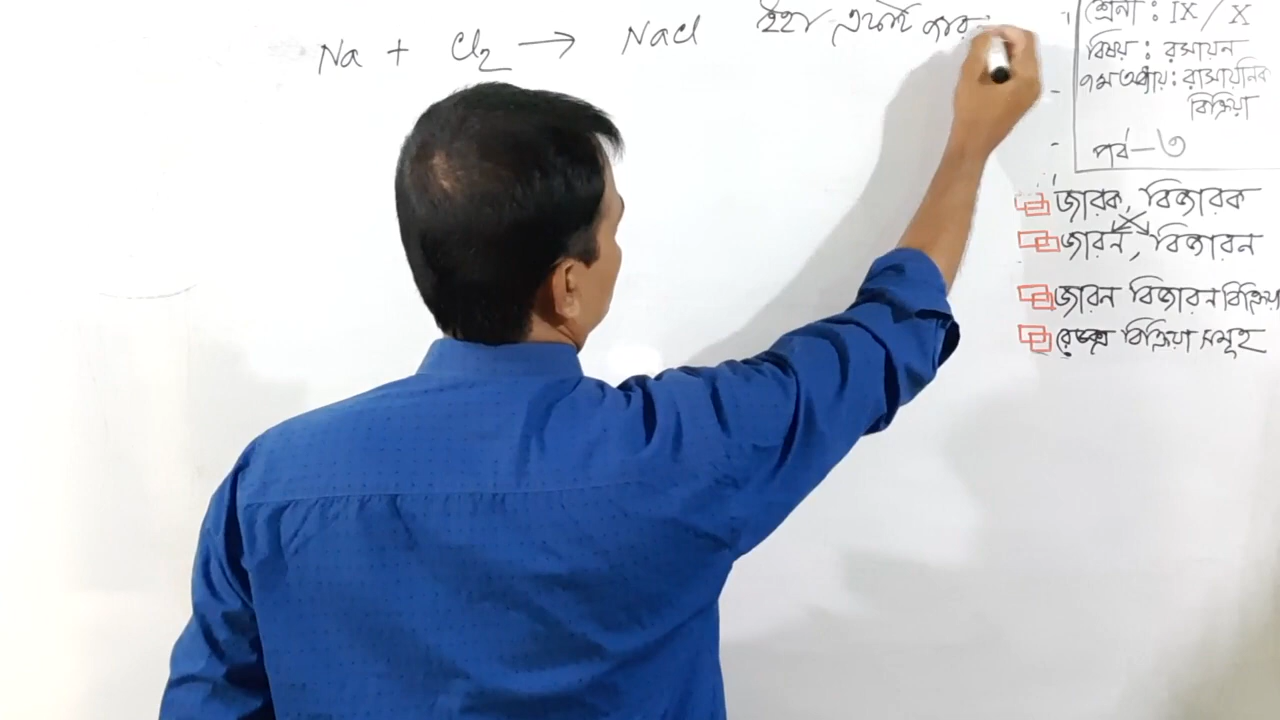 Na + Cl₂ → NaCl ইহা একটি জার
শ্রেনী : IX / X
বিষয় : রসায়ন
৭ম অধ্যায় : রাসায়নিক
বিক্রিয়া
পর্ব - ৩
জারক, বিজারক
জারন, বিজারন
জারন বিজারন বিক্রিয়া
রেডক্স বিক্রিয়া সমূহ